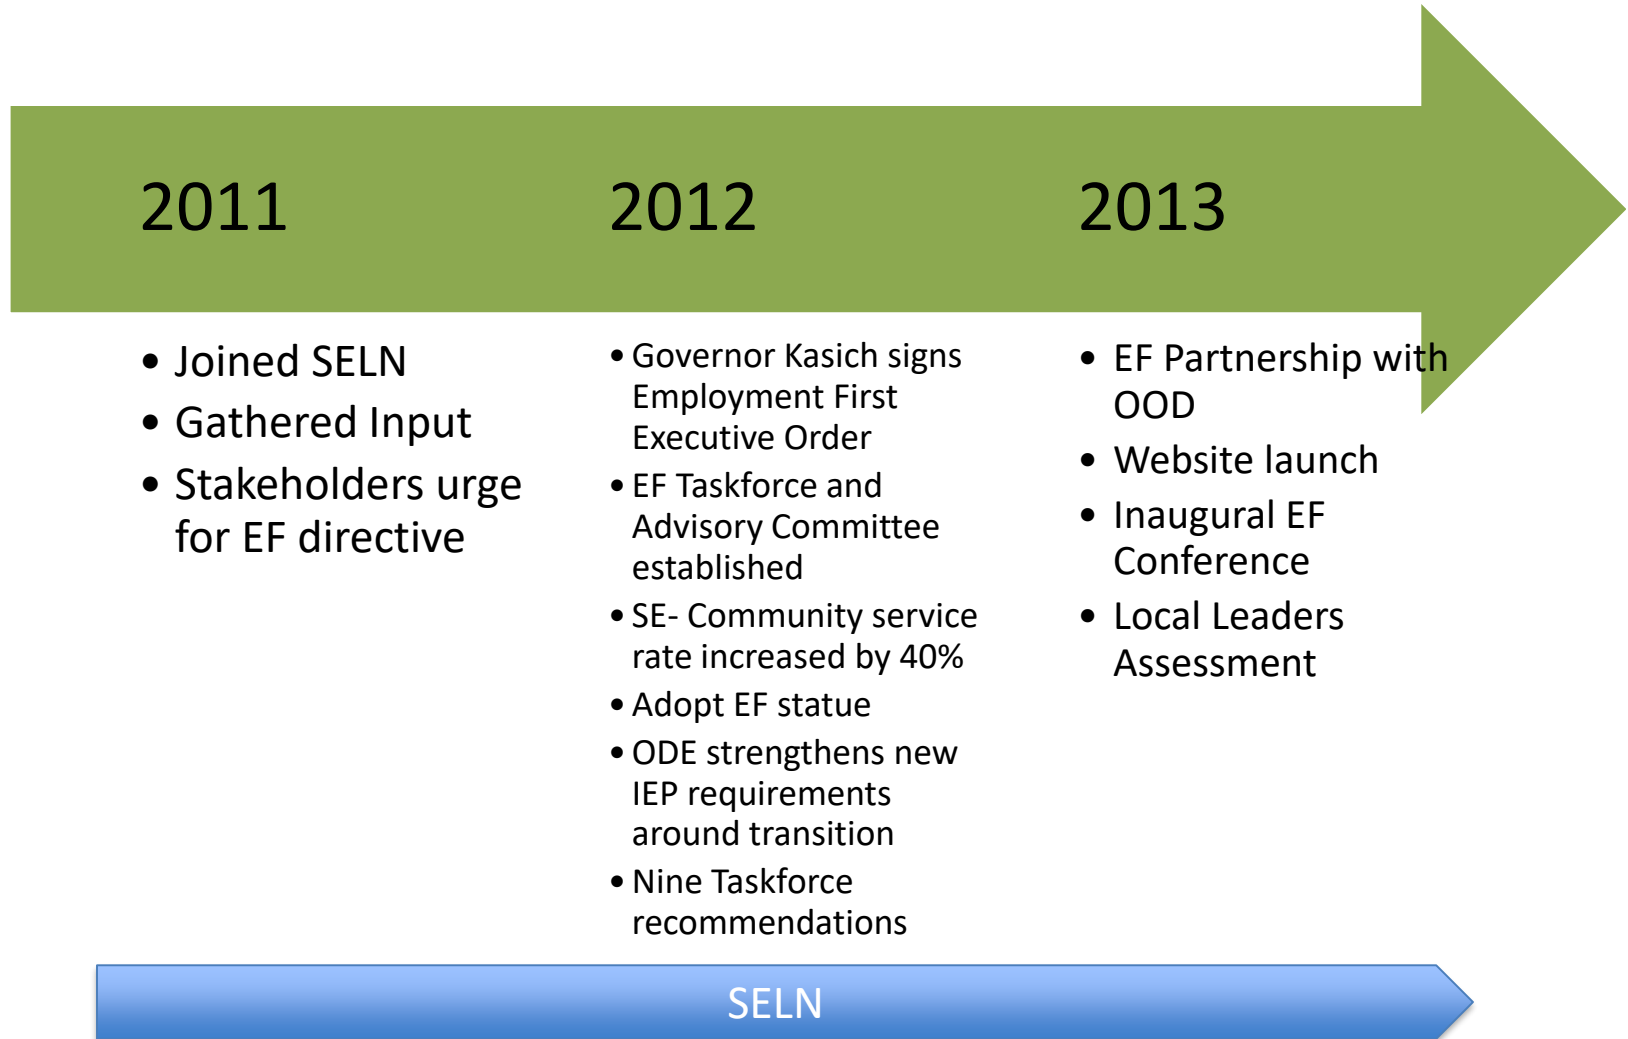 2011
2012
2013
• Joined SELN
• Gathered Input
• Stakeholders urge
for EF directive
• Governor Kasich signs
Employment First
Executive Order
• EF Taskforce and
Advisory Committee
established
• SE- Community service
rate increased by 40%
• Adopt EF statue
• ODE strengthens new
IEP requirements
around transition
• Nine Taskforce
recommendations
• EF Partnership with
OOD
• Website launch
• Inaugural EF
Conference
• Local Leaders
Assessment
SELN